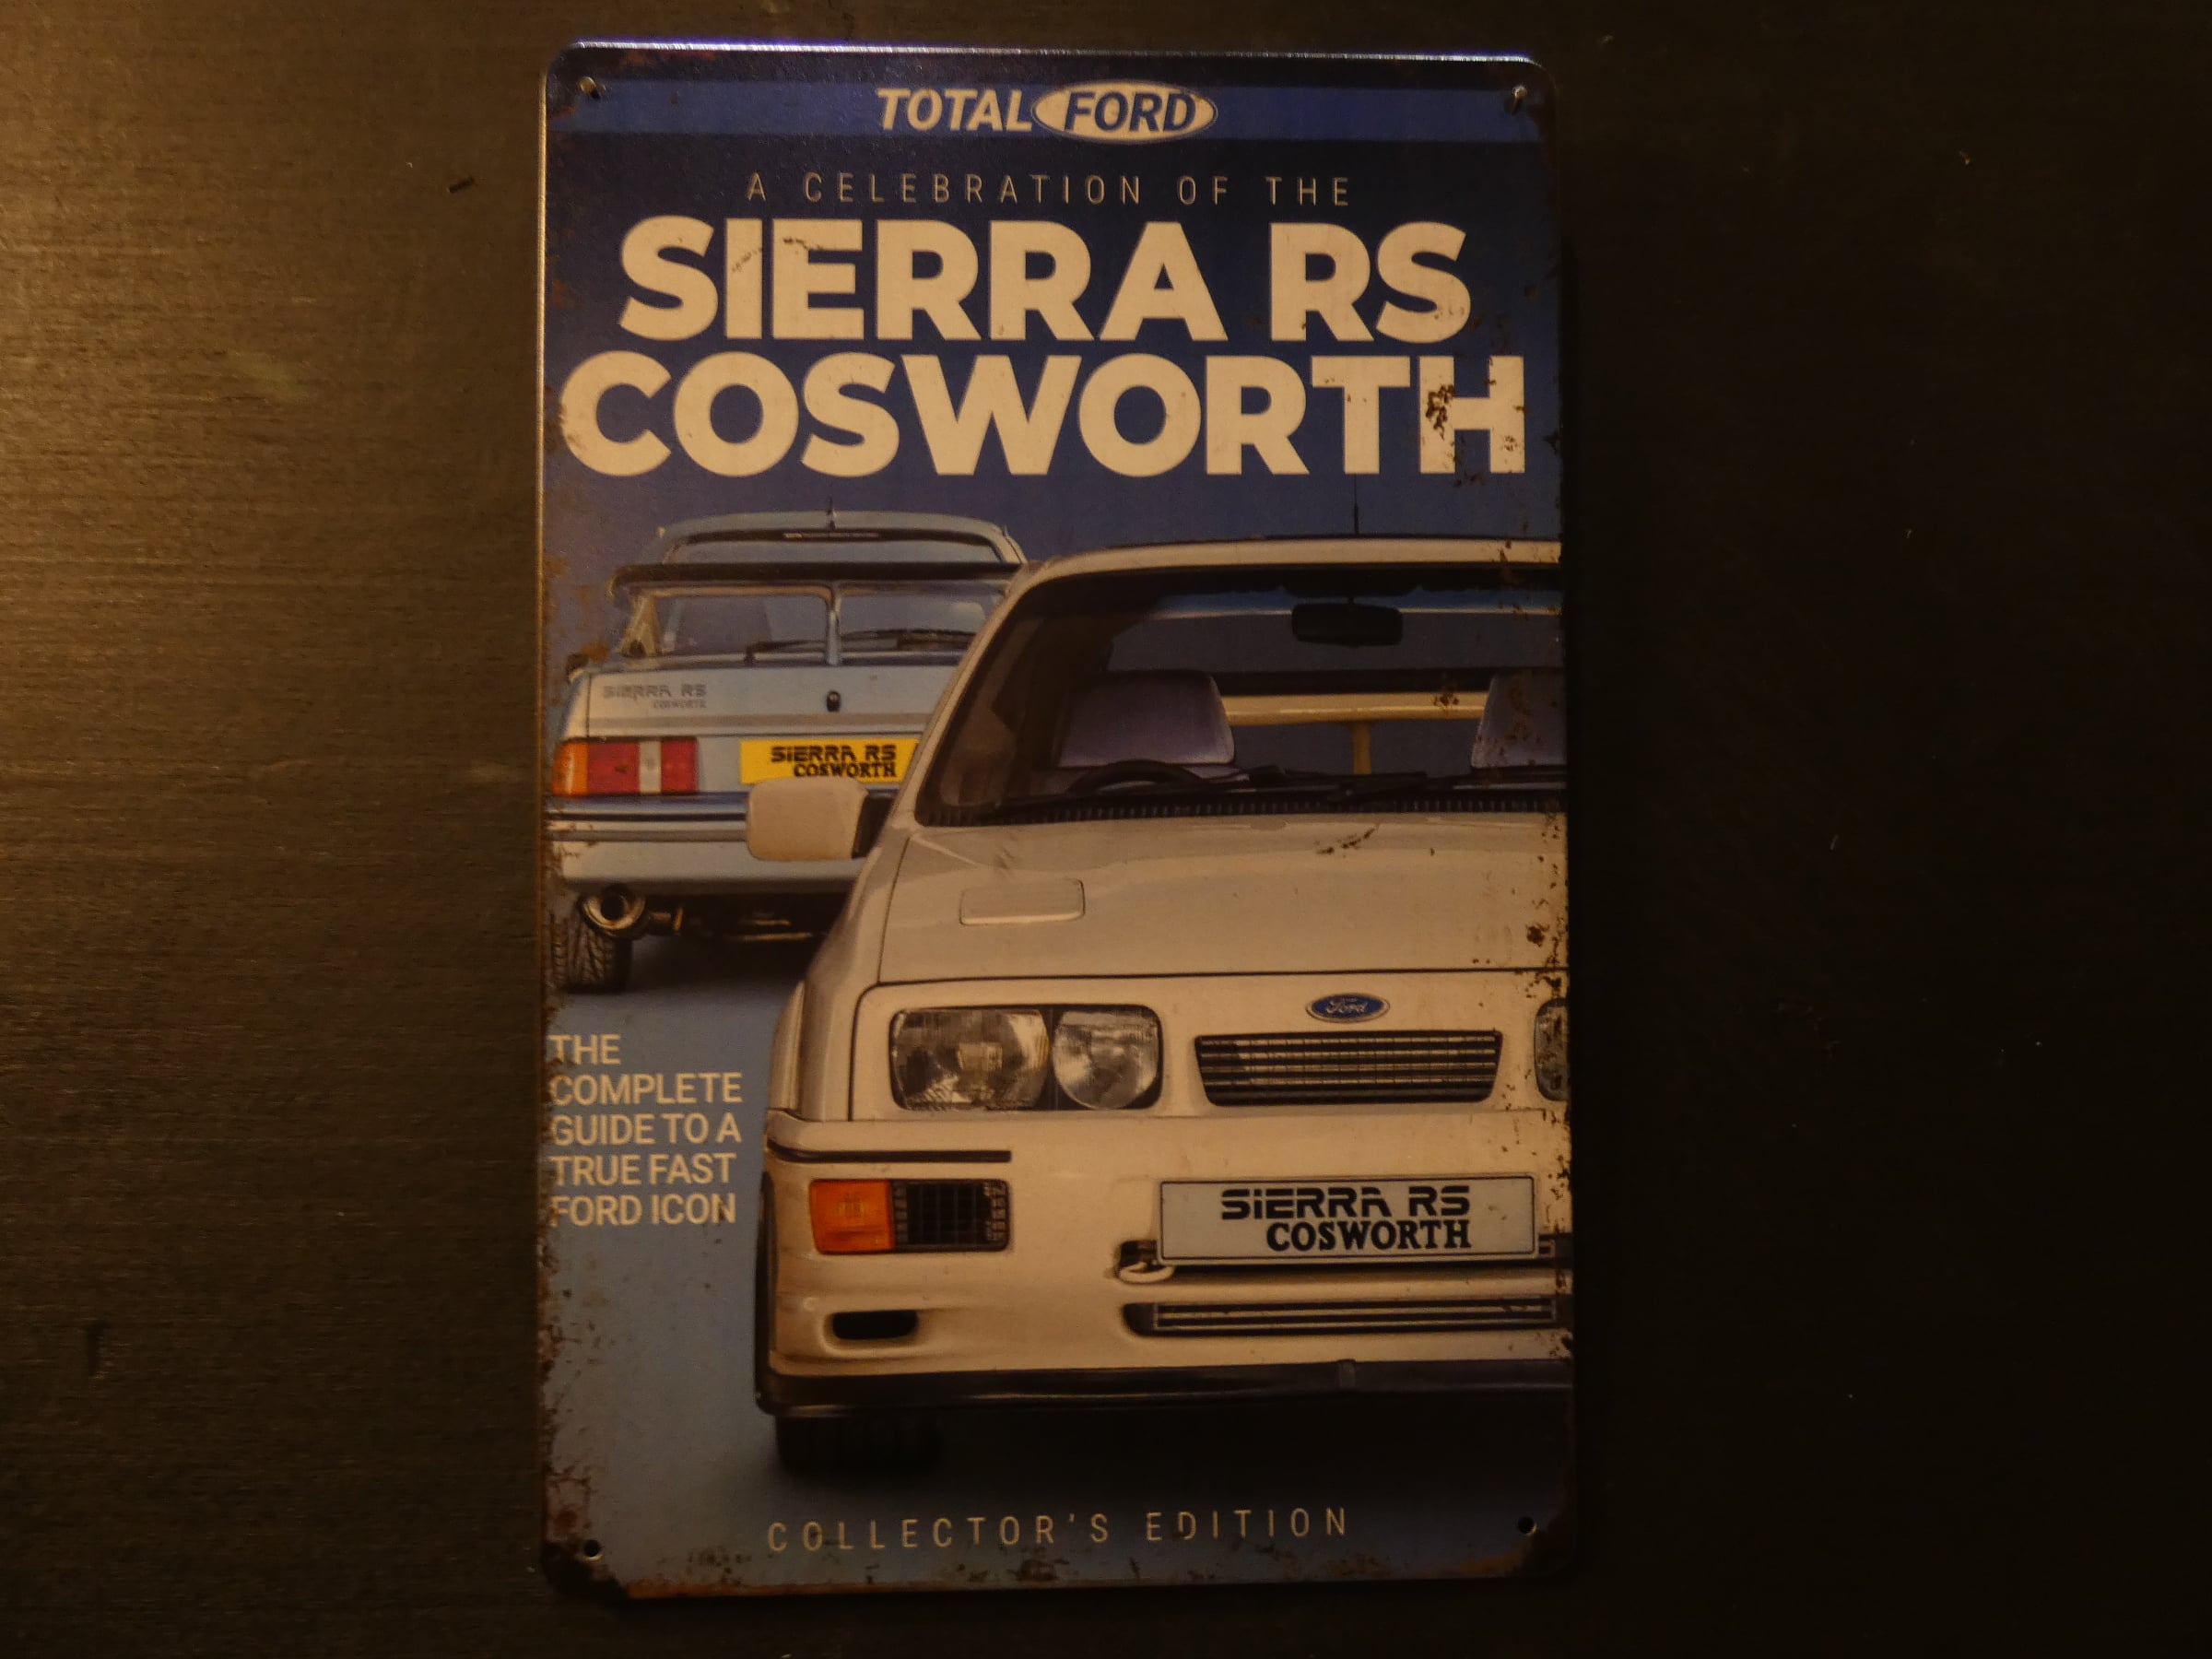 TOTAL FORD
A CELEBRATION OF THE
SIERRA RS
COSWORTH
SIERRA RS
COSWORTH
SIERRA RS
COSWORTH
Ford
THE
COMPLETE
GUIDE TO A
TRUE FAST
FORD ICON
SIERRA RS
COSWORTH
COLLECTOR'S EDITION